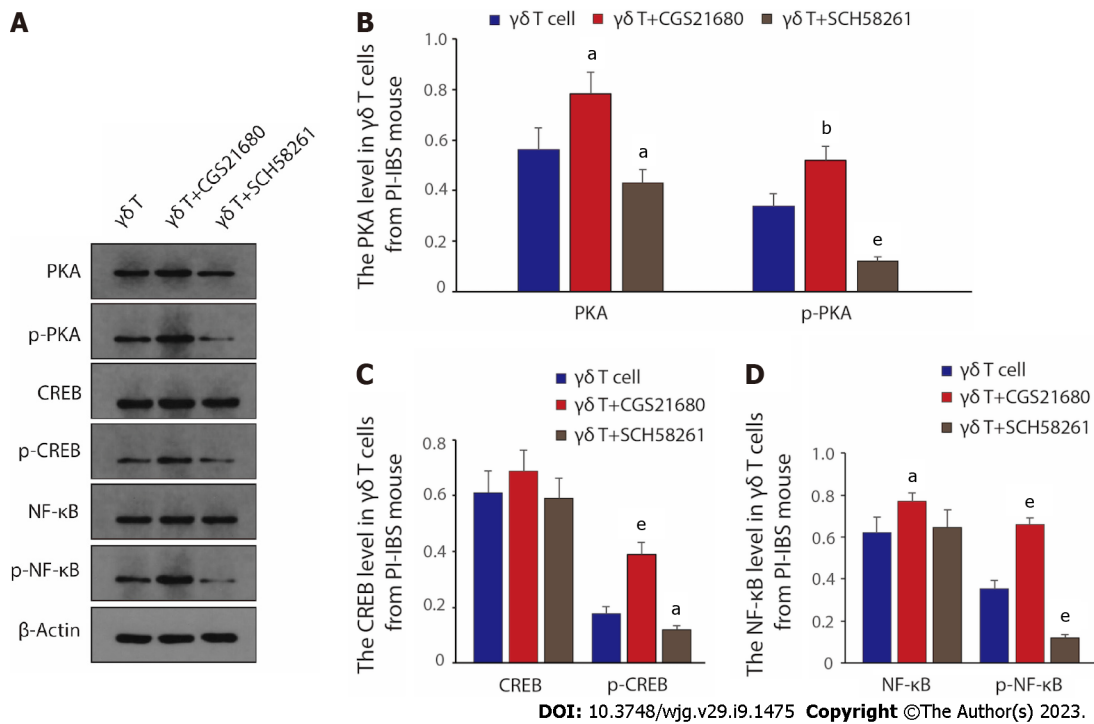 A
γδ T
γδ T+CGS21680
γδ T+SCH58261
PKA
p-PKA
CREB
p-CREB
NF-κB
p-NF-κB
β-Actin
B
γδ T cell
γδ T+CGS21680
γδ T+SCH58261
The PKA level in γδ T cells
from PI-IBS mouse
1.0
0.8
0.6
0.4
0.2
0
a
a
b
e
PKA
p-PKA
C
γδ T cell
γδ T+CGS21680
γδ T+SCH58261
The CREB level in γδ T cells
from PI-IBS mouse
0.8
0.6
0.4
0.2
0
e
a
CREB
p-CREB
D
γδ T cell
γδ T+CGS21680
γδ T+SCH58261
The NF-κB level in γδ T cells
from PI-IBS mouse
1.0
0.8
0.6
0.4
0.2
0
a
e
e
NF-κB
p-NF-κB
DOI: 10.3748/wjg.v29.i9.1475 Copyright ©The Author(s) 2023.